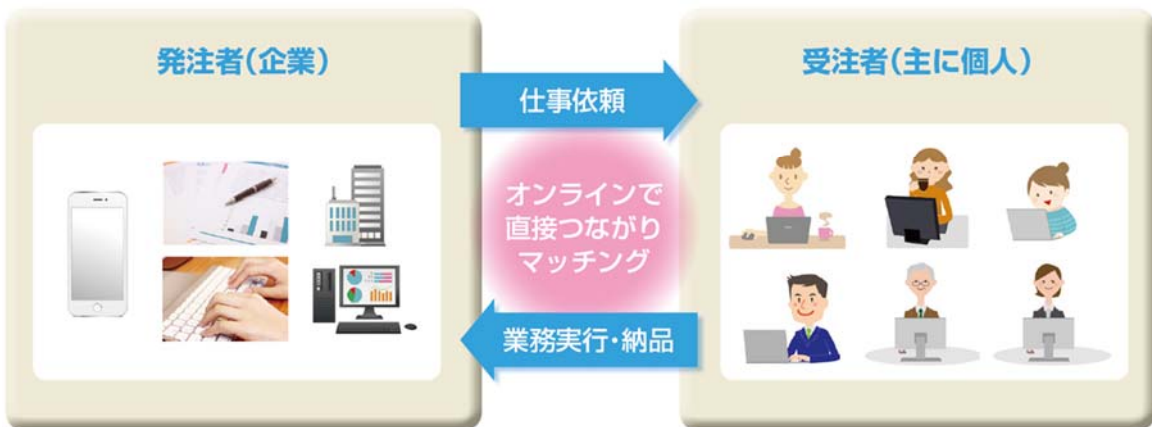 発注者(企業)
受注者(主に個人)
仕事依頼
オンラインで
直接つながり
マッチング
業務実行・納品